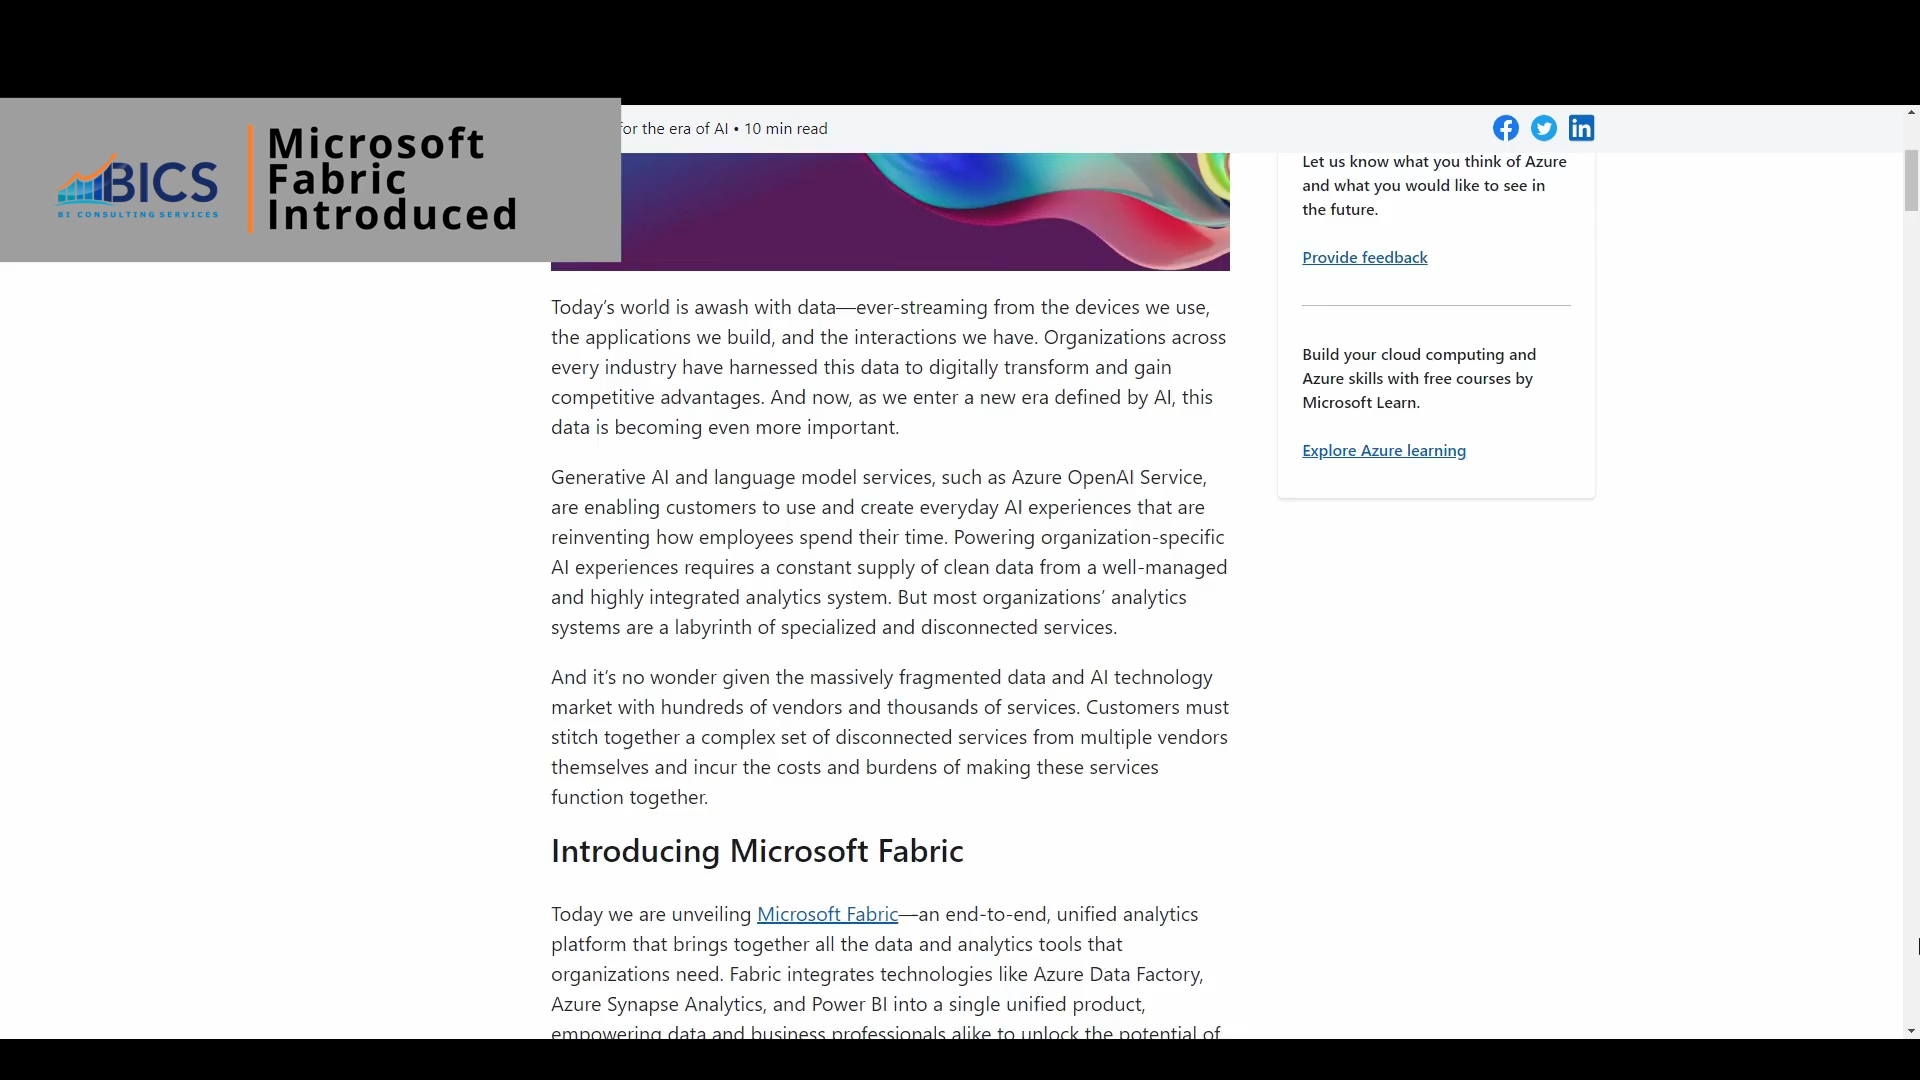 BICS
BI CONSULTING SERVICES
Microsoft
Fabric
Introduced
for the era of AI • 10 min read
Let us know what you think of Azure
and what you would like to see in
the future.
Provide feedback
Build your cloud computing and
Azure skills with free courses by
Microsoft Learn.
Explore Azure learning
Today’s world is awash with data—ever-streaming from the devices we use,
the applications we build, and the interactions we have. Organizations across
every industry have harnessed this data to digitally transform and gain
competitive advantages. And now, as we enter a new era defined by AI, this
data is becoming even more important.
Generative AI and language model services, such as Azure OpenAI Service,
are enabling customers to use and create everyday AI experiences that are
reinventing how employees spend their time. Powering organization-specific
AI experiences requires a constant supply of clean data from a well-managed
and highly integrated analytics system. But most organizations’ analytics
systems are a labyrinth of specialized and disconnected services.
And it’s no wonder given the massively fragmented data and AI technology
market with hundreds of vendors and thousands of services. Customers must
stitch together a complex set of disconnected services from multiple vendors
themselves and incur the costs and burdens of making these services
function together.
Introducing Microsoft Fabric
Today we are unveiling Microsoft Fabric—an end-to-end, unified analytics
platform that brings together all the data and analytics tools that
organizations need. Fabric integrates technologies like Azure Data Factory,
Azure Synapse Analytics, and Power BI into a single unified product,
empowering data and business professionals alike to unlock the potential of